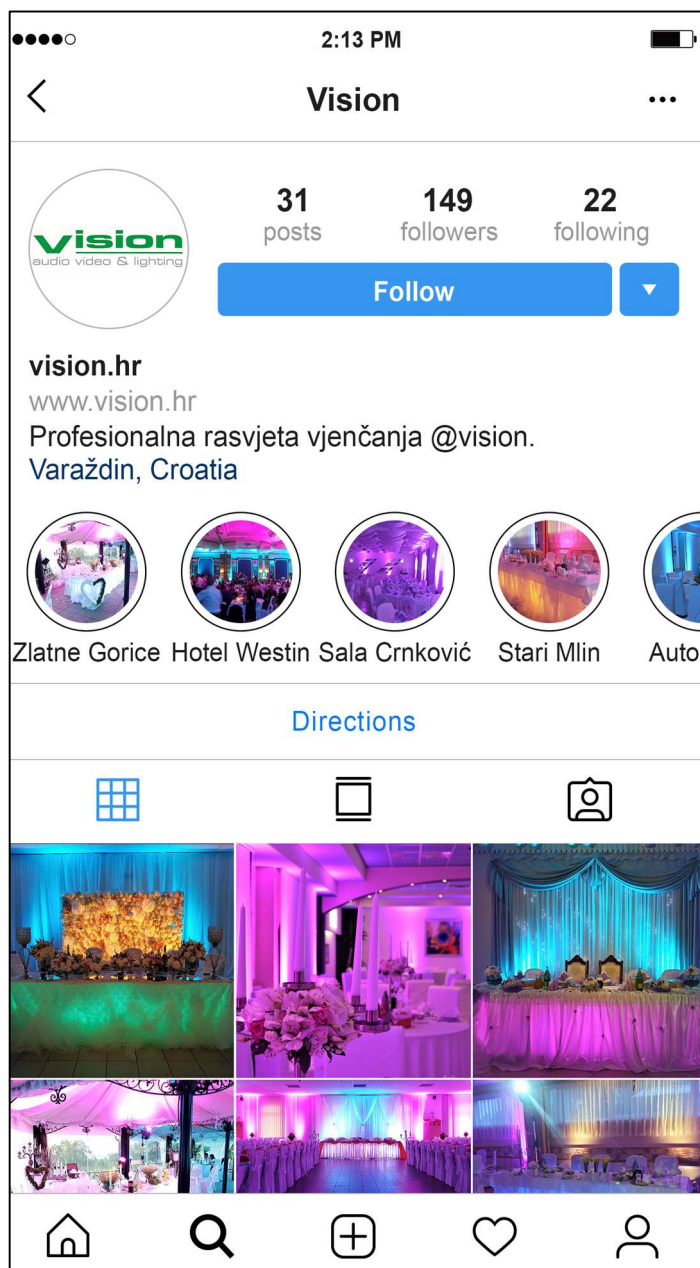 2:13 PM
Vision
31 149 22
posts followers following
vision
audio video & lighting
Follow
vision.hr
www.vision.hr
Profesionalna rasvjeta vjenčanja @vision.
Varaždin, Croatia
Zlatne Gorice Hotel Westin Sala Crnković Stari Mlin Auto
Directions